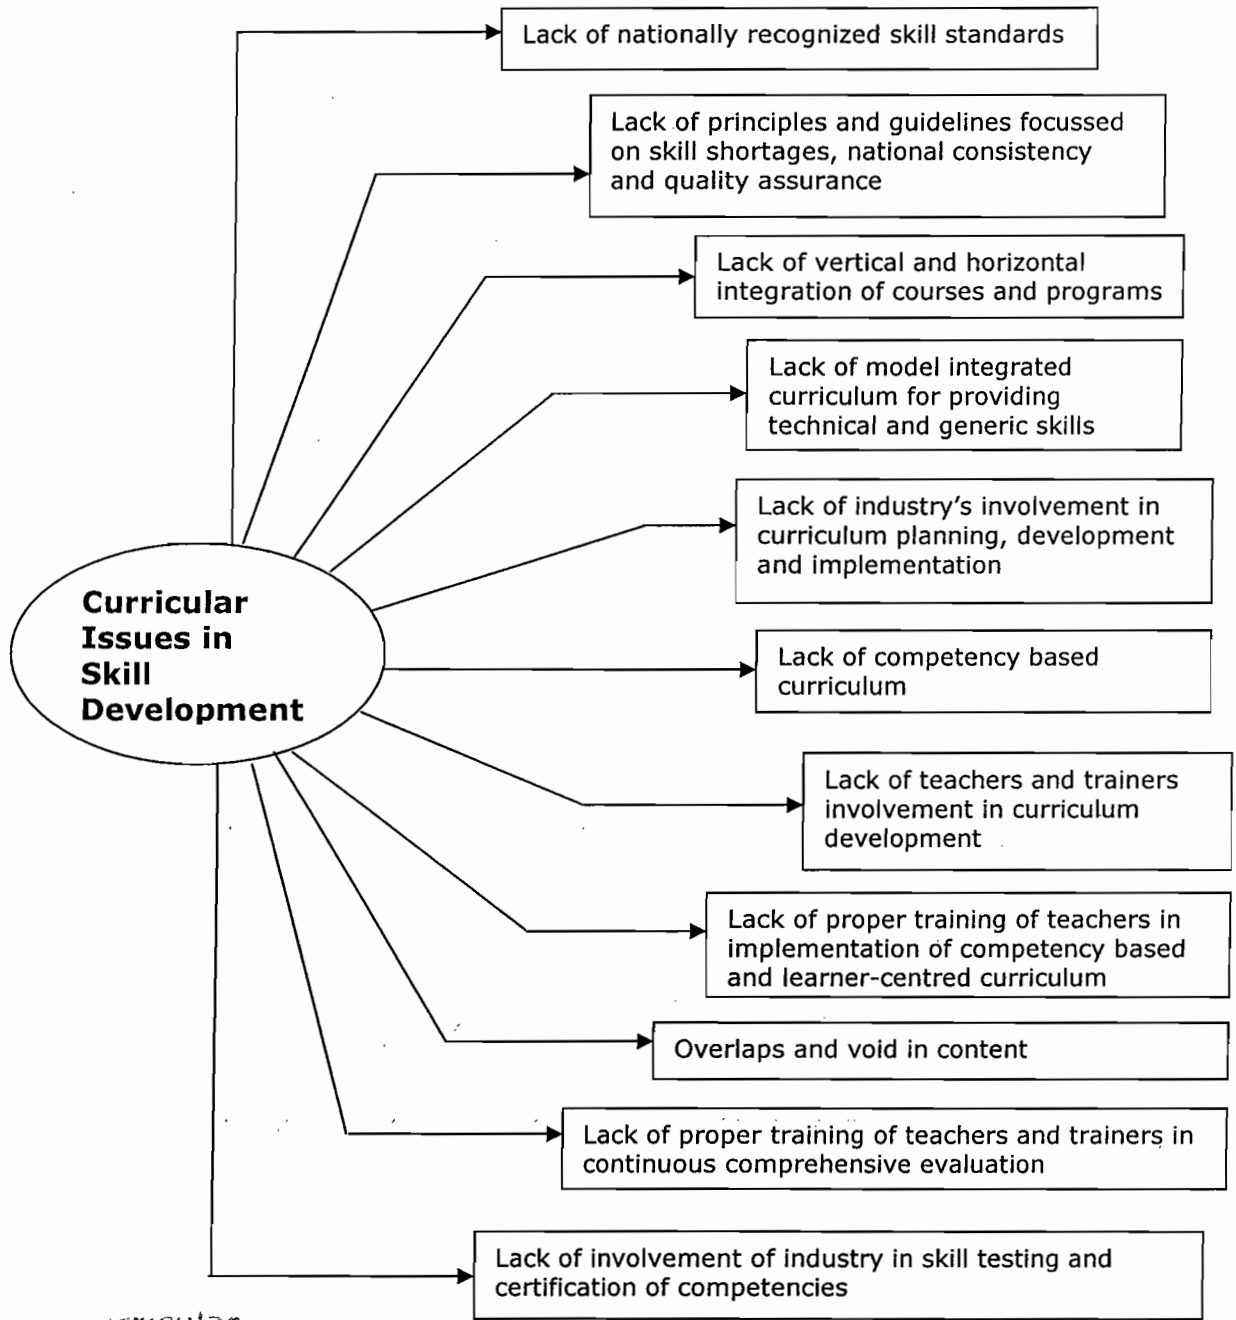 Lack of nationally recognized skill standards
Lack of principles and guidelines focussed
on skill shortages, national consistency
and quality assurance
Lack of vertical and horizontal
integration of courses and programs
Lack of model integrated
curriculum for providing
technical and generic skills
Lack of industry's involvement in
curriculum planning, development
and implementation
Curricular
Issues in
Skill
Development
Lack of competency based
curriculum
Lack of teachers and trainers
involvement in curriculum
development
Lack of proper training of teachers in
implementation of competency based
and learner-centred curriculum
Overlaps and void in content
Lack of proper training of teachers and trainers in
continuous comprehensive evaluation
Lack of involvement of industry in skill testing and
certification of competencies